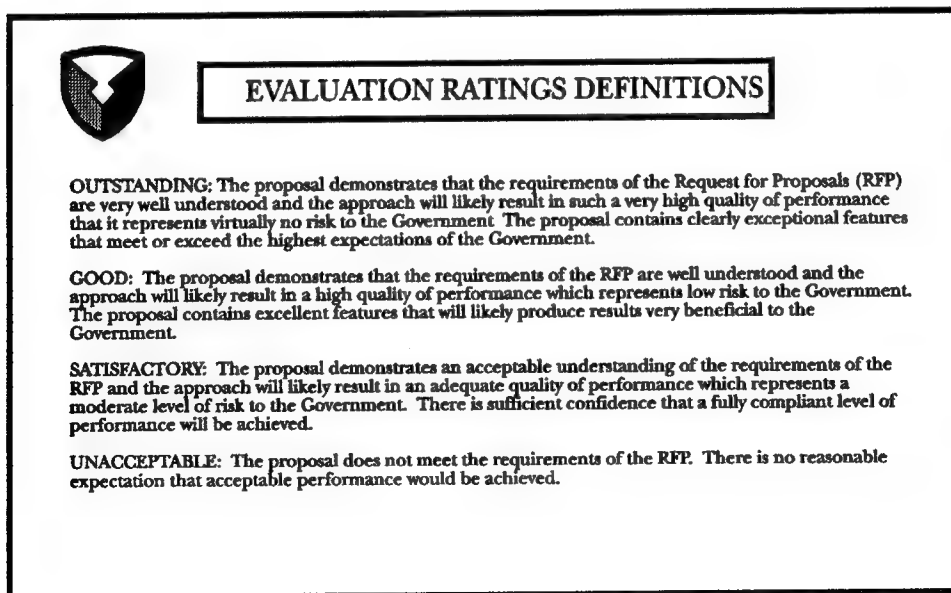 EVALUATION RATINGS DEFINITIONS
OUTSTANDING: The proposal demonstrates that the requirements of the Request for Proposals (RFP)
are very well understood and the approach will likely result in such a very high quality of performance
that it represents virtually no risk to the Government The proposal contains clearly exceptional features
that meet or exceed the highest expectations of the Government.
GOOD: The proposal demonstrates that the requirements of the RFP are well understood and the
approach will likely result in a high quality of performance which represents low risk to the Government.
The proposal contains excellent features that will likely produce results very beneficial to the
Government.
SATISFACTORY: The proposal demonstrates an acceptable understanding of the requirements of the
RFP and the approach will likely result in an adequate quality of performance which represents a
moderate level of risk to the Government. There is sufficient confidence that a fully compliant level of
performance will be achieved.
UNACCEPTABLE: The proposal does not meet the requirements of the RFP. There is no reasonable
expectation that acceptable performance would be achieved.